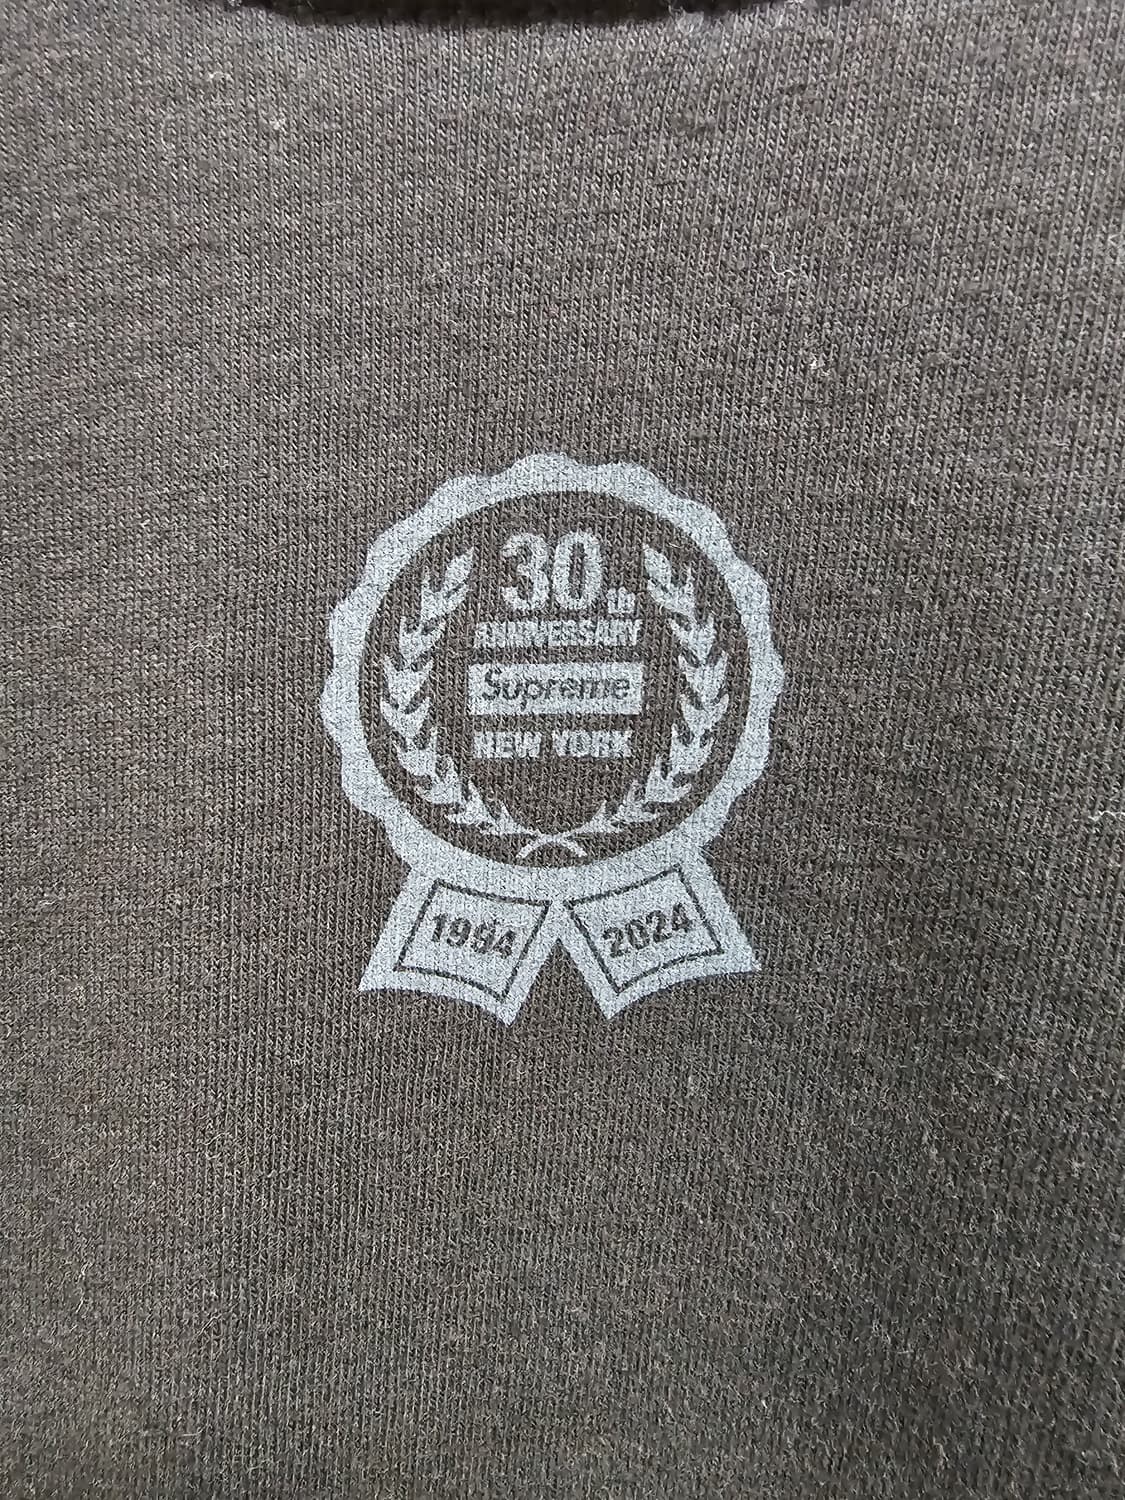 30th
ANNIVERSARY
Supreme
NEW YORK
1994
2024